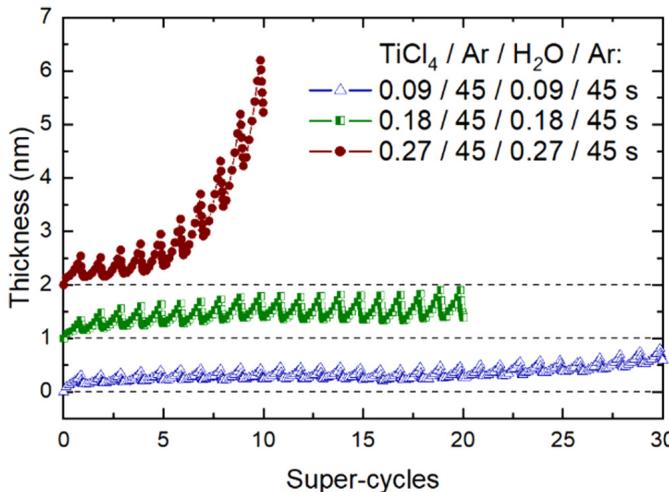 7
6
5
4
3
2
1
0
Thickness (nm)
TiCl4 / Ar / H2O / Ar:
0.09 / 45 / 0.09 / 45 s
0.18 / 45 / 0.18 / 45 s
0.27 / 45 / 0.27 / 45 s
0 5 10 15 20 25 30
Super-cycles